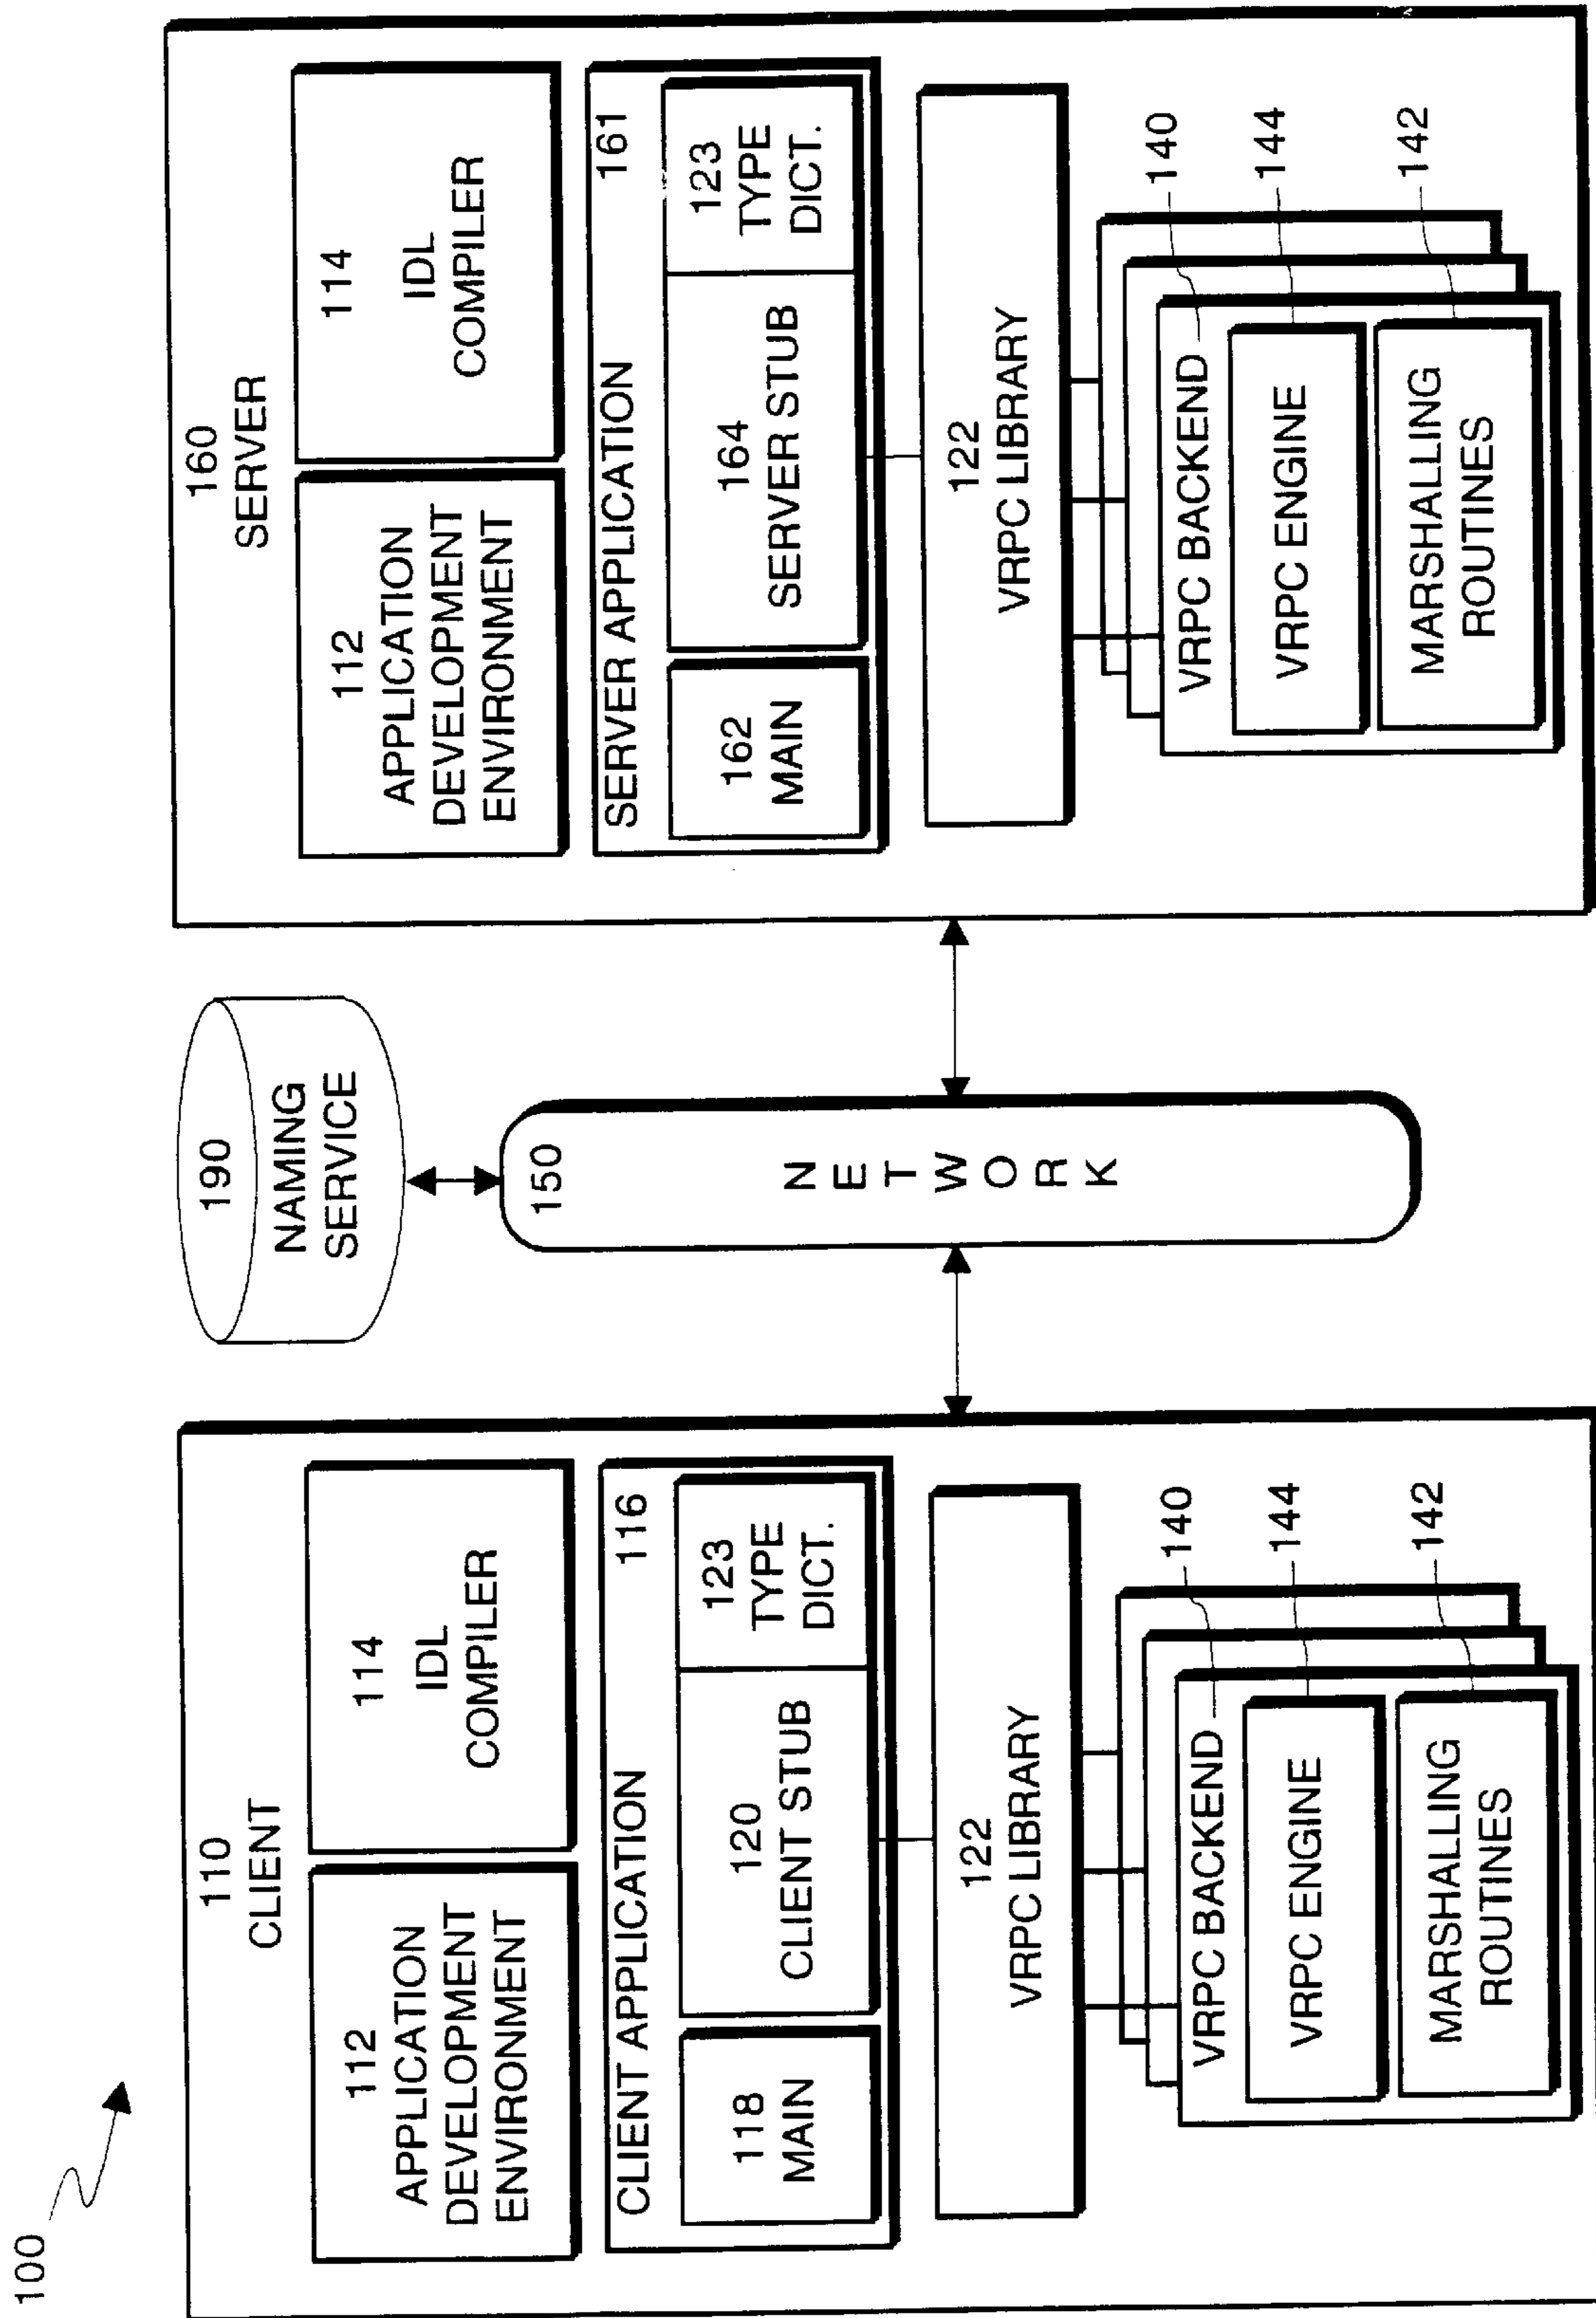 100
110
CLIENT
112
APPLICATION
DEVELOPMENT
ENVIRONMENT
114
IDL
COMPILER
CLIENT APPLICATION 116
118
MAIN
120
CLIENT STUB
123
TYPE
DICT.
122
VRPC LIBRARY
VRPC BACKEND
140
VRPC ENGINE
144
MARSHALLING
ROUTINES
142
190
NAMING
SERVICE
150
N
E
T
W
O
R
K
160
SERVER
112
APPLICATION
DEVELOPMENT
ENVIRONMENT
114
IDL
COMPILER
SERVER APPLICATION 161
162
MAIN
164
SERVER STUB
123
TYPE
DICT.
122
VRPC LIBRARY
VRPC BACKEND
140
VRPC ENGINE
144
MARSHALLING
ROUTINES
142